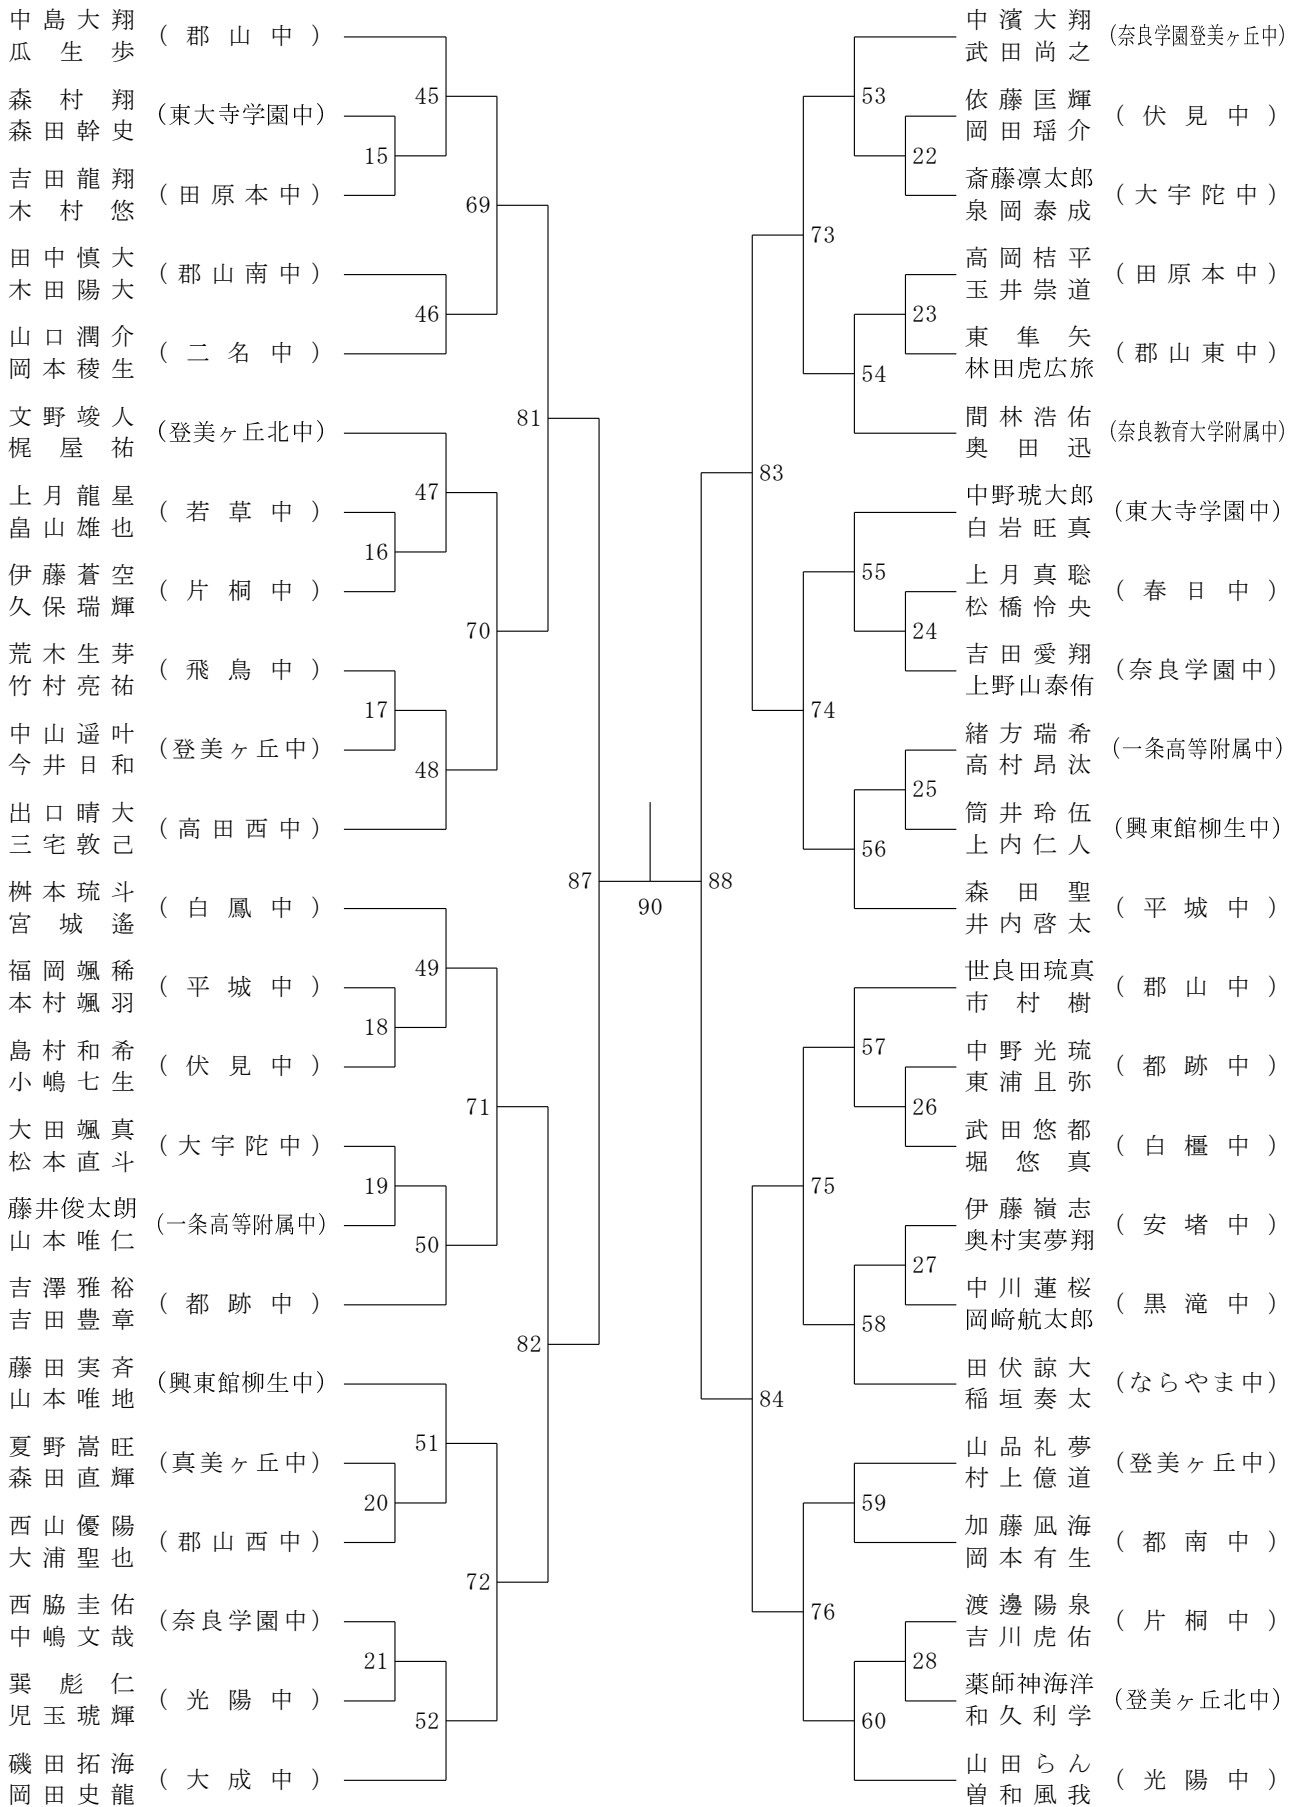 中島大翔
瓜生歩
(郡山中)
森村翔
森田幹史
(東大寺学園中)
吉田龍翔
木村悠
(田原本中)
田中慎大
木田陽大
(郡山南中)
山口潤介
岡本稜生
(二名中)
文野竣人
梶屋祐
(登美ヶ丘北中)
上月龍星
畠山雄也
(若草中)
伊藤蒼空
久保瑞輝
(片桐中)
荒木生芽
竹村亮祐
(飛鳥中)
中山遥叶
今井日和
(登美ヶ丘中)
出口晴大
三宅敦己
(高田西中)
桝本琉斗
宮城遙
(白鳳中)
福岡颯稀
本村颯羽
(平城中)
島村和希
小嶋七生
(伏見中)
大田颯真
松本直斗
(大宇陀中)
藤井俊太朗
山本唯仁
(一条高等附属中)
吉澤雅裕
吉田豊章
(都跡中)
藤田実斉
山本唯地
(興東館柳生中)
夏野嵩旺
森田直輝
(真美ヶ丘中)
西山優陽
大浦聖也
(郡山西中)
西脇圭佑
中嶋文哉
(奈良学園中)
巽彪仁
児玉琥輝
(光陽中)
磯田拓海
岡田史龍
(大成中)
15
16
17
18
19
20
21
45
46
47
48
49
50
51
52
69
70
71
72
81
82
87
90
88
83
84
73
74
75
76
53
54
55
56
57
58
59
60
22
23
24
25
26
27
28
中濱大翔
武田尚之
(奈良学園登美ヶ丘中)
依藤匡輝
岡田瑶介
(伏見中)
斎藤凛太郎
泉岡泰成
(大宇陀中)
高岡桔平
玉井崇道
(田原本中)
東隼矢
林田虎広旅
(郡山東中)
間林浩佑
奥田迅
(奈良教育大学附属中)
中野琥大郎
白岩旺真
(東大寺学園中)
上月真聡
松橋怜央
(春日中)
吉田愛翔
上野山泰侑
(奈良学園中)
緒方瑞希
高村昂汰
(一条高等附属中)
筒井玲伍
上内仁人
(興東館柳生中)
森田聖
井内啓太
(平城中)
世良田琉真
市村樹
(郡山中)
中野光琉
東浦且弥
(都跡中)
武田悠都
堀悠真
(白橿中)
伊藤嶺志
奥村実夢翔
(安堵中)
中川蓮桜
岡﨑航太郎
(黒滝中)
田伏諒大
稲垣奏太
(ならやま中)
山品礼夢
村上億道
(登美ヶ丘中)
加藤凪海
岡本有生
(都南中)
渡邊陽泉
吉川虎佑
(片桐中)
薬師神海洋
和久利学
(登美ヶ丘北中)
山田らん
曽和風我
(光陽中)